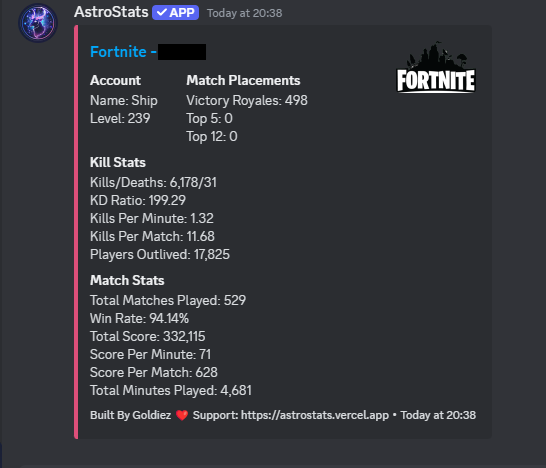 AstroStats ✓ APP Today at 20:38
Fortnite -
FORTNITE
Account Match Placements
Name: Ship Victory Royales: 498
Level: 239 Top 5: 0
Top 12: 0
Kill Stats
Kills/Deaths: 6,178/31
KD Ratio: 199.29
Kills Per Minute: 1.32
Kills Per Match: 11.68
Players Outlived: 17,825
Match Stats
Total Matches Played: 529
Win Rate: 94.14%
Total Score: 332,115
Score Per Minute: 71
Score Per Match: 628
Total Minutes Played: 4,681
Built By Goldiez ❤️ Support: https://astrostats.vercel.app • Today at 20:38